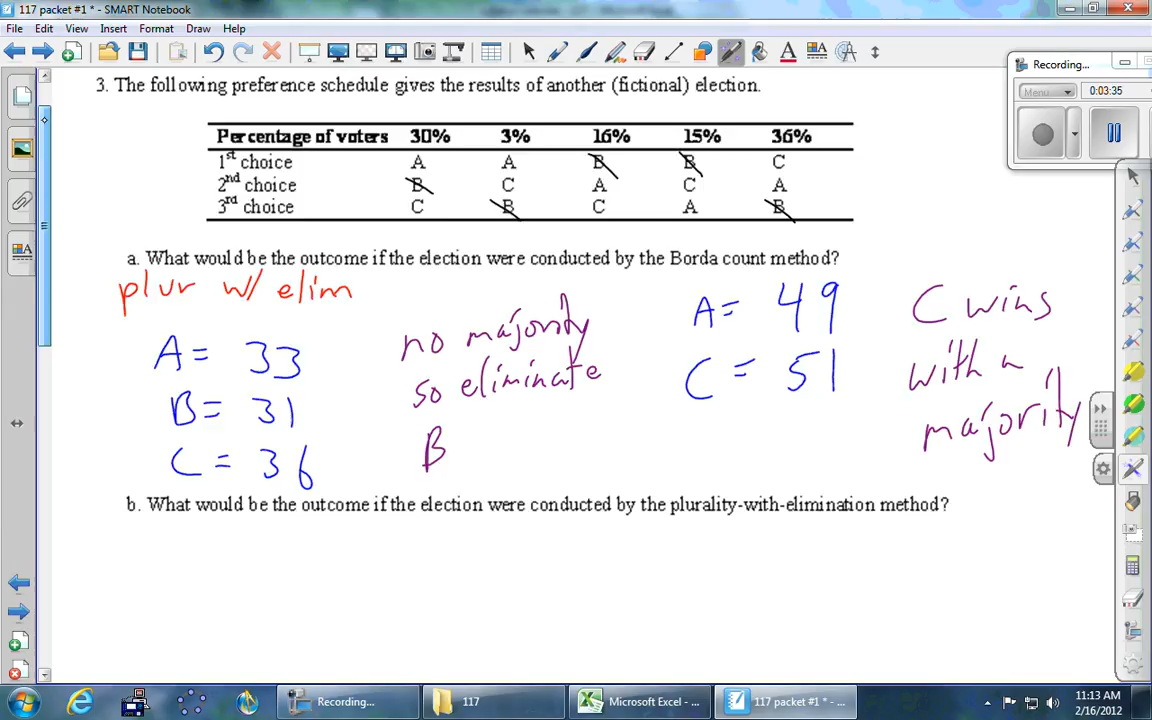 117 packet #1 * - SMART Notebook
File Edit View Insert Format Draw Help
Recording...
Menu
0:03:35
3. The following preference schedule gives the results of another (fictional) election.
Percentage of voters 30% 3% 16% 15% 36%
1st choice A A B B C
2nd choice B C A C A
3rd choice C B C A B
a. What would be the outcome if the election were conducted by the Borda count method?
plur w/ elim
A = 33
B = 31
C = 36
no majority
so eliminate
B
A = 49
C = 51
C wins
with a
majority
b. What would be the outcome if the election were conducted by the plurality-with-elimination method?
Recording...
117
Microsoft Excel - ...
117 packet #1 * - ...
11:13 AM
2/16/2012